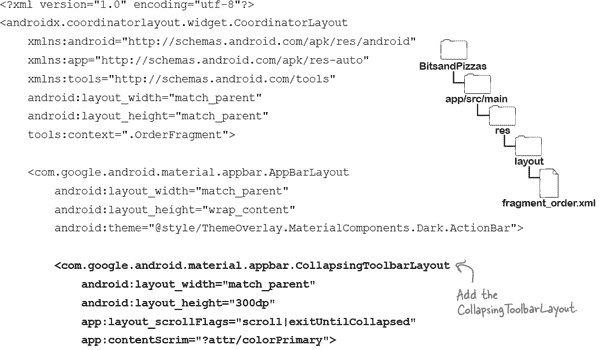 <?xml version="1.0" encoding="utf-8"?>
<androidx.coordinatorlayout.widget.CoordinatorLayout
    xmlns:android="http://schemas.android.com/apk/res/android"
    xmlns:app="http://schemas.android.com/apk/res-auto"
    xmlns:tools="http://schemas.android.com/tools"
    android:layout_width="match_parent"
    android:layout_height="match_parent"
    tools:context=".OrderFragment">
BitsandPizzas
app/src/main
res
layout
fragment_order.xml
    <com.google.android.material.appbar.AppBarLayout
        android:layout_width="match_parent"
        android:layout_height="wrap_content"
        android:theme="@style/ThemeOverlay.MaterialComponents.Dark.ActionBar">
        <com.google.android.material.appbar.CollapsingToolbarLayout
            android:layout_width="match_parent"
            android:layout_height="300dp"
            app:layout_scrollFlags="scroll|exitUntilCollapsed"
            app:contentScrim="?attr/colorPrimary">
Add the
CollapsingToolbarLayout.